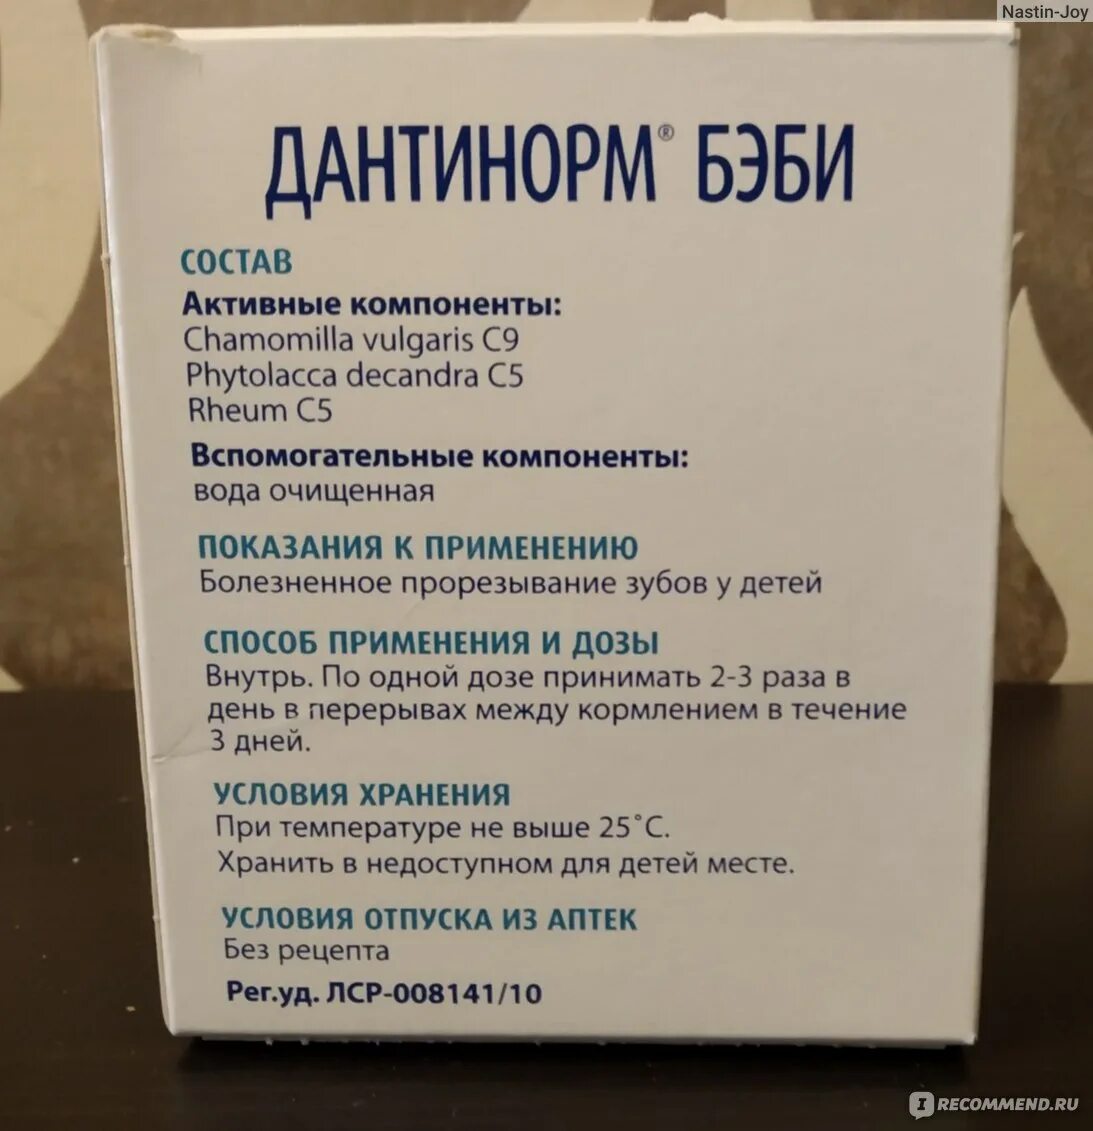 Nastin-Joy
ДАНТИНОРМ® БЭБИ
СОСТАВ
Активные компоненты:
Chamomilla vulgaris C9
Phytolacca decandra C5
Rheum C5
Вспомогательные компоненты:
вода очищенная
ПОКАЗАНИЯ К ПРИМЕНЕНИЮ
Болезненное прорезывание зубов у детей
СПОСОБ ПРИМЕНЕНИЯ И ДОЗЫ
Внутрь. По одной дозе принимать 2-3 раза в
день в перерывах между кормлением в течение
3 дней.
УСЛОВИЯ ХРАНЕНИЯ
При температуре не выше 25˚С.
Хранить в недоступном для детей месте.
УСЛОВИЯ ОТПУСКА ИЗ АПТЕК
Без рецепта
Рег.уд. ЛСР-008141/10
IRECOMMEND.RU